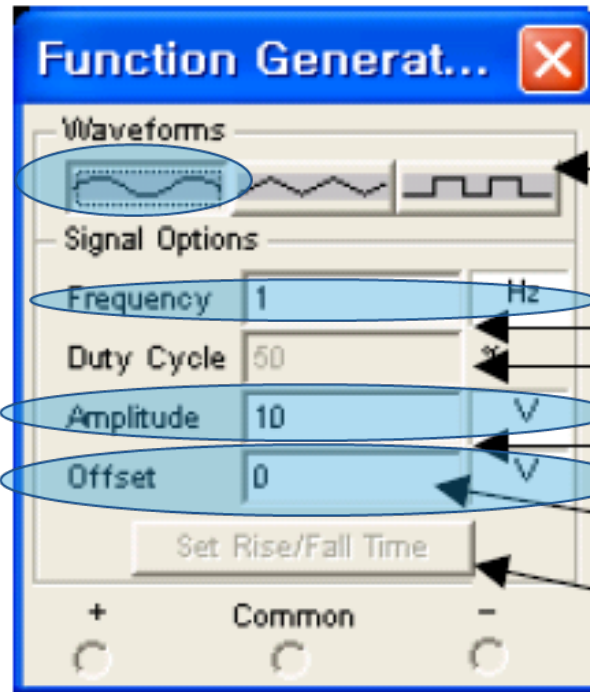 Function Generat...
Waveforms
Signal Options
Frequency 1 Hz
Duty Cycle 50 %
Amplitude 10 V
Offset 0 V
Set Rise/Fall Time
+ Common -